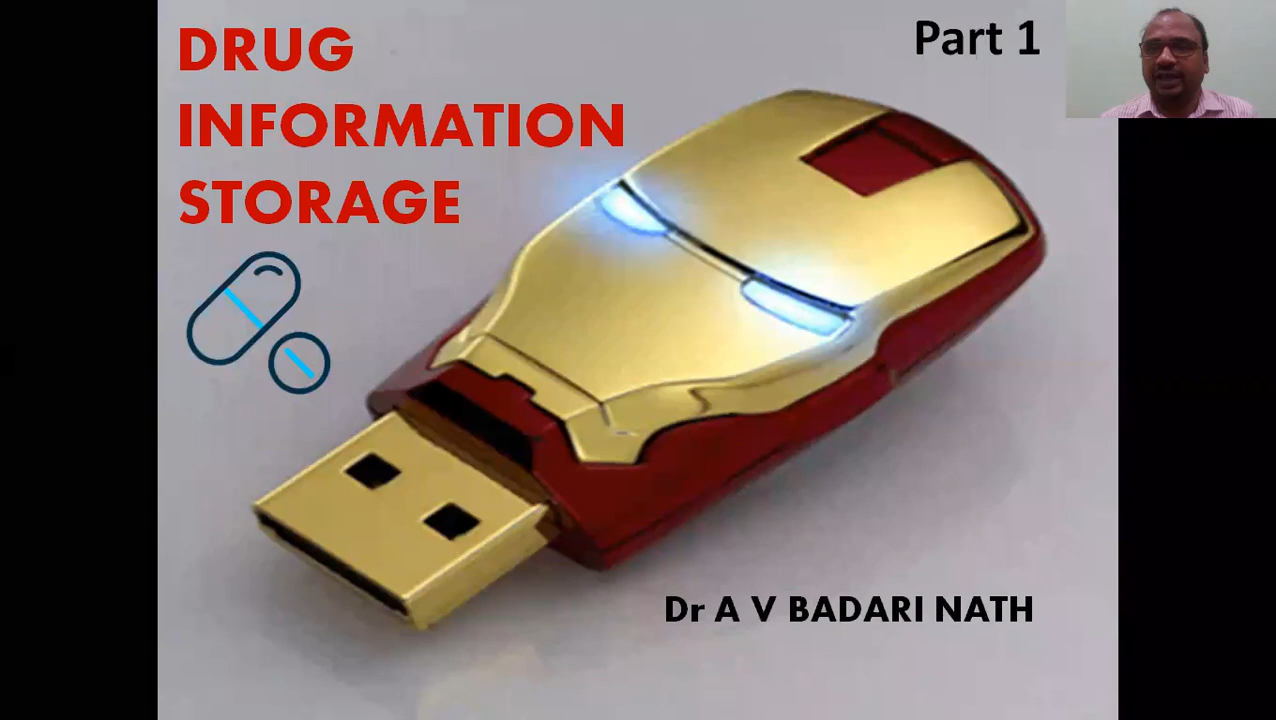 DRUG
INFORMATION
STORAGE
Part 1
Dr A V BADARI NATH